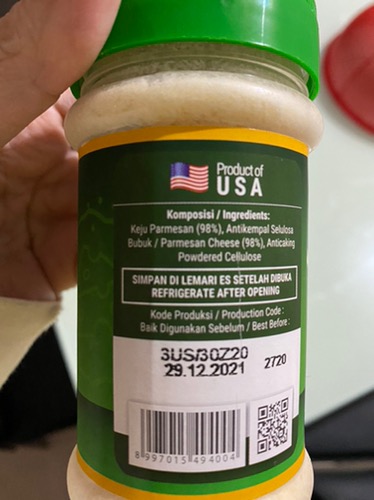 Product of
USA
Komposisi / Ingredients:
Keju Parmesan (98%), Antikempal Selulosa
Bubuk / Parmesan Cheese (98%), Anticaking
Powdered Cellulose
SIMPAN DI LEMARI ES SETELAH DIBUKA
REFRIGERATE AFTER OPENING
Kode Produksi / Production Code :
Baik Digunakan Sebelum / Best Before :
3US/30Z20
29.12.2021
2720
8 997015 494004